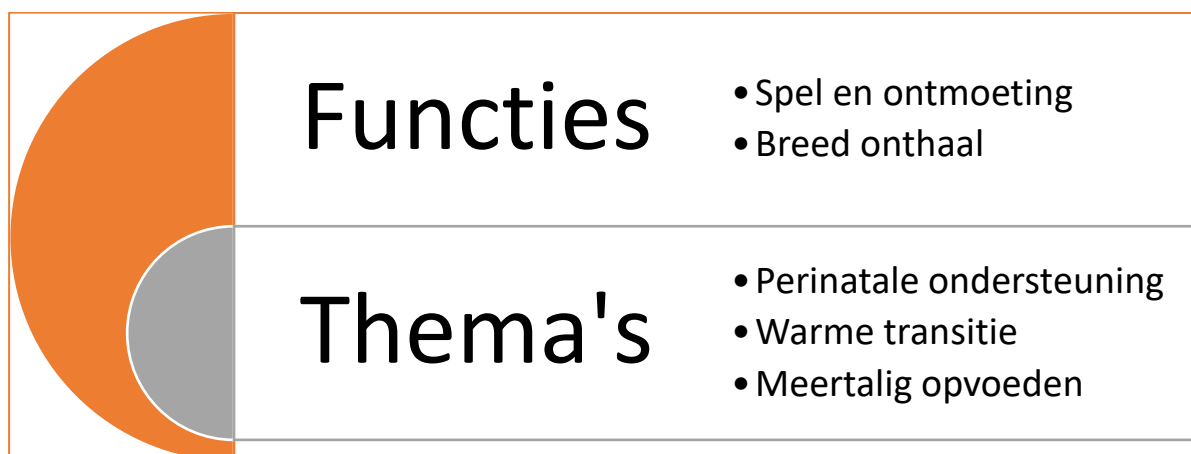 Functies
• Spel en ontmoeting
• Breed onthaal
Thema's
• Perinatale ondersteuning
• Warme transitie
• Meertalig opvoeden